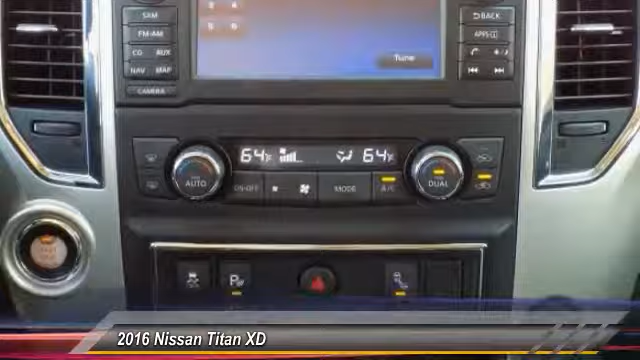 SXM
BACK
FM•AM
APPS
CD AUX
Tune
NAV MAP
CAMERA
64°F
64°F
AUTO
ON•OFF
MODE
A/C
DUAL
P
2016 Nissan Titan XD